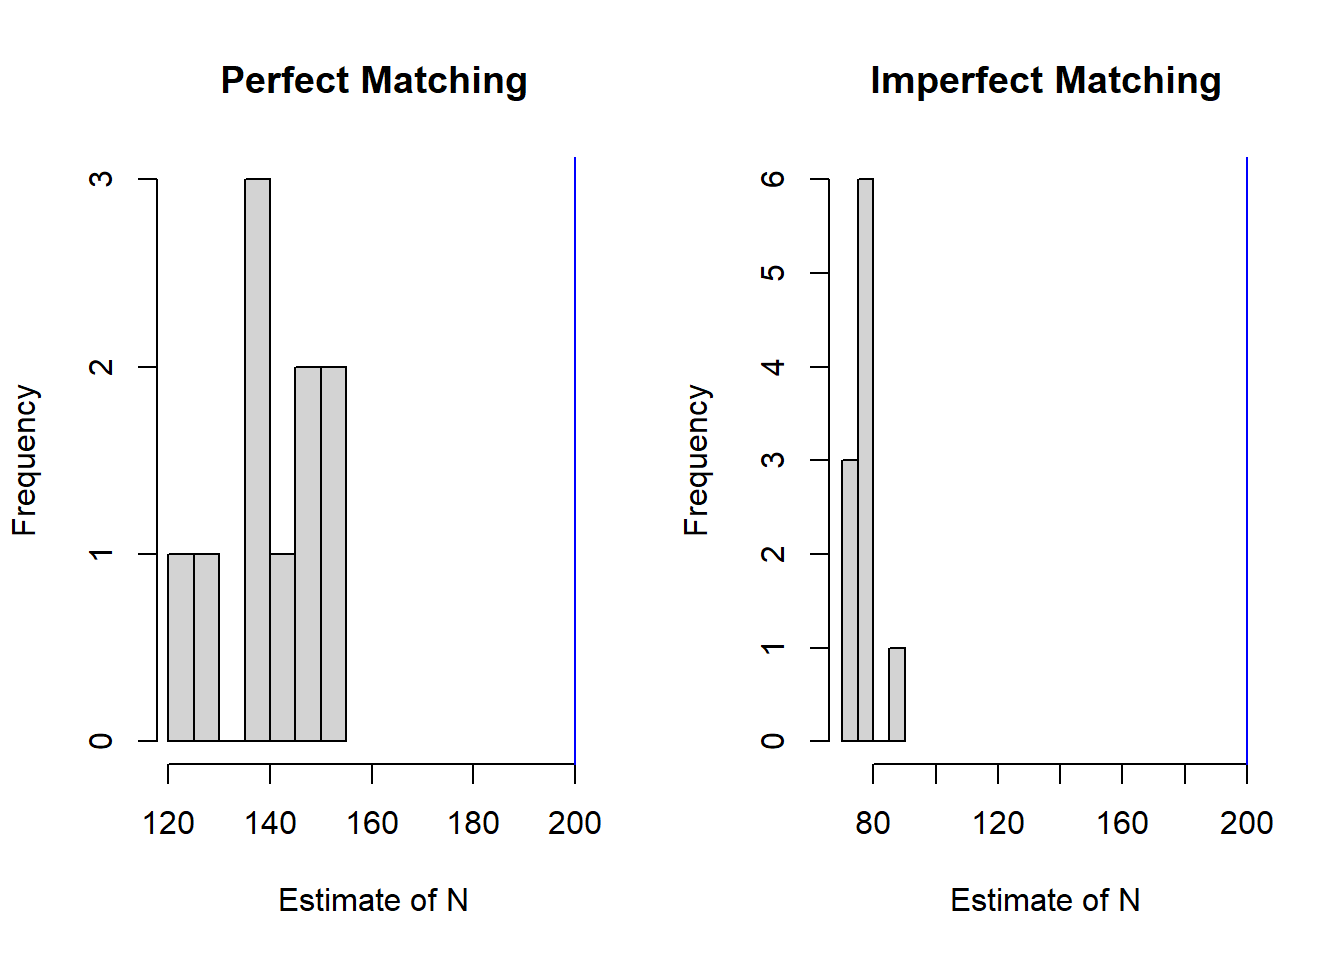 Perfect Matching
Frequency
3
2
1
0
120 140 160 180 200
Estimate of N
Imperfect Matching
Frequency
6
5
4
3
2
1
0
80 120 160 200
Estimate of N